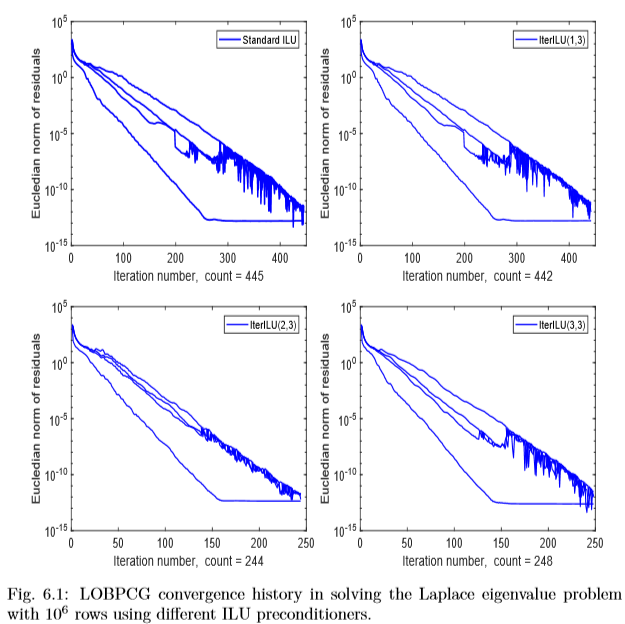 10^5
Standard ILU
10^0
10^-5
10^-10
10^-15
Eucledian norm of residuals
0 100 200 300 400
Iteration number, count = 445
10^5
IterILU(1,3)
10^0
10^-5
10^-10
10^-15
Eucledian norm of residuals
0 100 200 300 400
Iteration number, count = 442
10^5
IterILU(2,3)
10^0
10^-5
10^-10
10^-15
Eucledian norm of residuals
0 50 100 150 200 250
Iteration number, count = 244
10^5
IterILU(3,3)
10^0
10^-5
10^-10
10^-15
Eucledian norm of residuals
0 50 100 150 200 250
Iteration number, count = 248
Fig. 6.1: LOBPCG convergence history in solving the Laplace eigenvalue problem
with 10^6 rows using different ILU preconditioners.